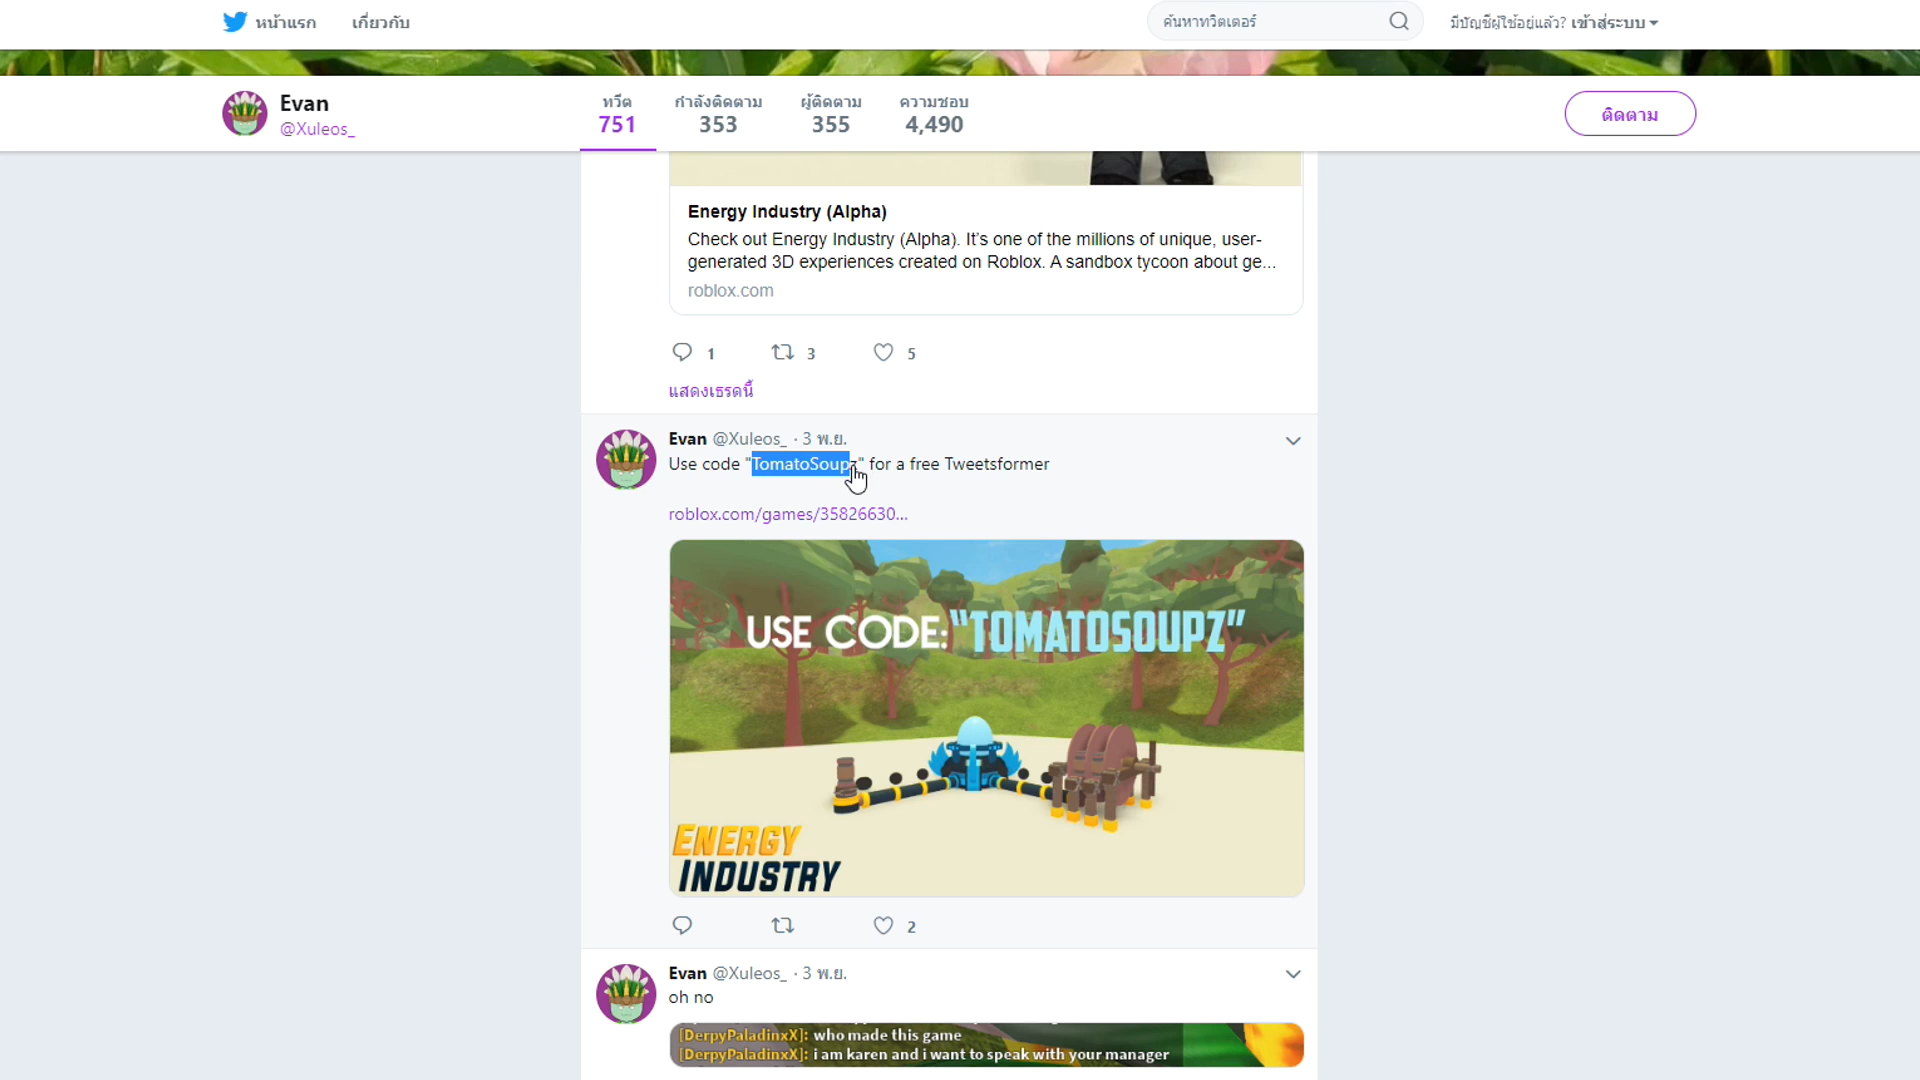 หน้าแรก
เกี่ยวกับ
ค้นหาทวิตเตอร์
มีบัญชีผู้ใช้อยู่แล้ว? เข้าสู่ระบบ
Evan
@Xuleos_
ทวีต
751
กำลังติดตาม
353
ผู้ติดตาม
355
ความชอบ
4,490
ติดตาม
Energy Industry (Alpha)
Check out Energy Industry (Alpha). It's one of the millions of unique, user-
generated 3D experiences created on Roblox. A sandbox tycoon about ge...
roblox.com
1 3 5
แสดงเธรดนี้
Evan @Xuleos_ · 3 พ.ย.
Use code "TomatoSoupz" for a free Tweetsformer
roblox.com/games/35826630...
USE CODE: "TOMATOSOUPZ"
ENERGY
INDUSTRY
2
Evan @Xuleos_ · 3 พ.ย.
oh no
[DerpyPaladinxX]: who made this game
[DerpyPaladinxX]: i am karen and i want to speak with your manager